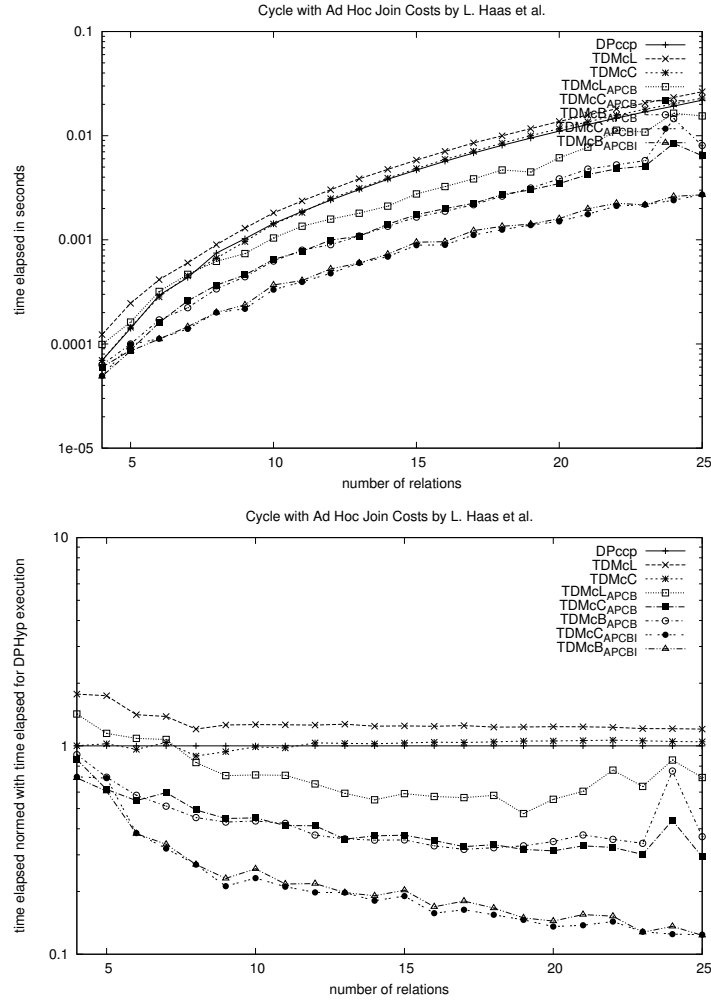 Cycle with Ad Hoc Join Costs by L. Haas et al.
0.1
0.01
0.001
0.0001
1e-05
time elapsed in seconds
DPccp
TDMcL
TDMcC
TDMcL_APCB
TDMcC_APCB
TDMcB_APCB
TDMcC_APCBI
TDMcB_APCBI
5 10 15 20 25
number of relations
Cycle with Ad Hoc Join Costs by L. Haas et al.
10
1
0.1
time elapsed normed with time elapsed for DPHyp execution
DPccp
TDMcL
TDMcC
TDMcL_APCB
TDMcC_APCB
TDMcB_APCB
TDMcC_APCBI
TDMcB_APCBI
5 10 15 20 25
number of relations